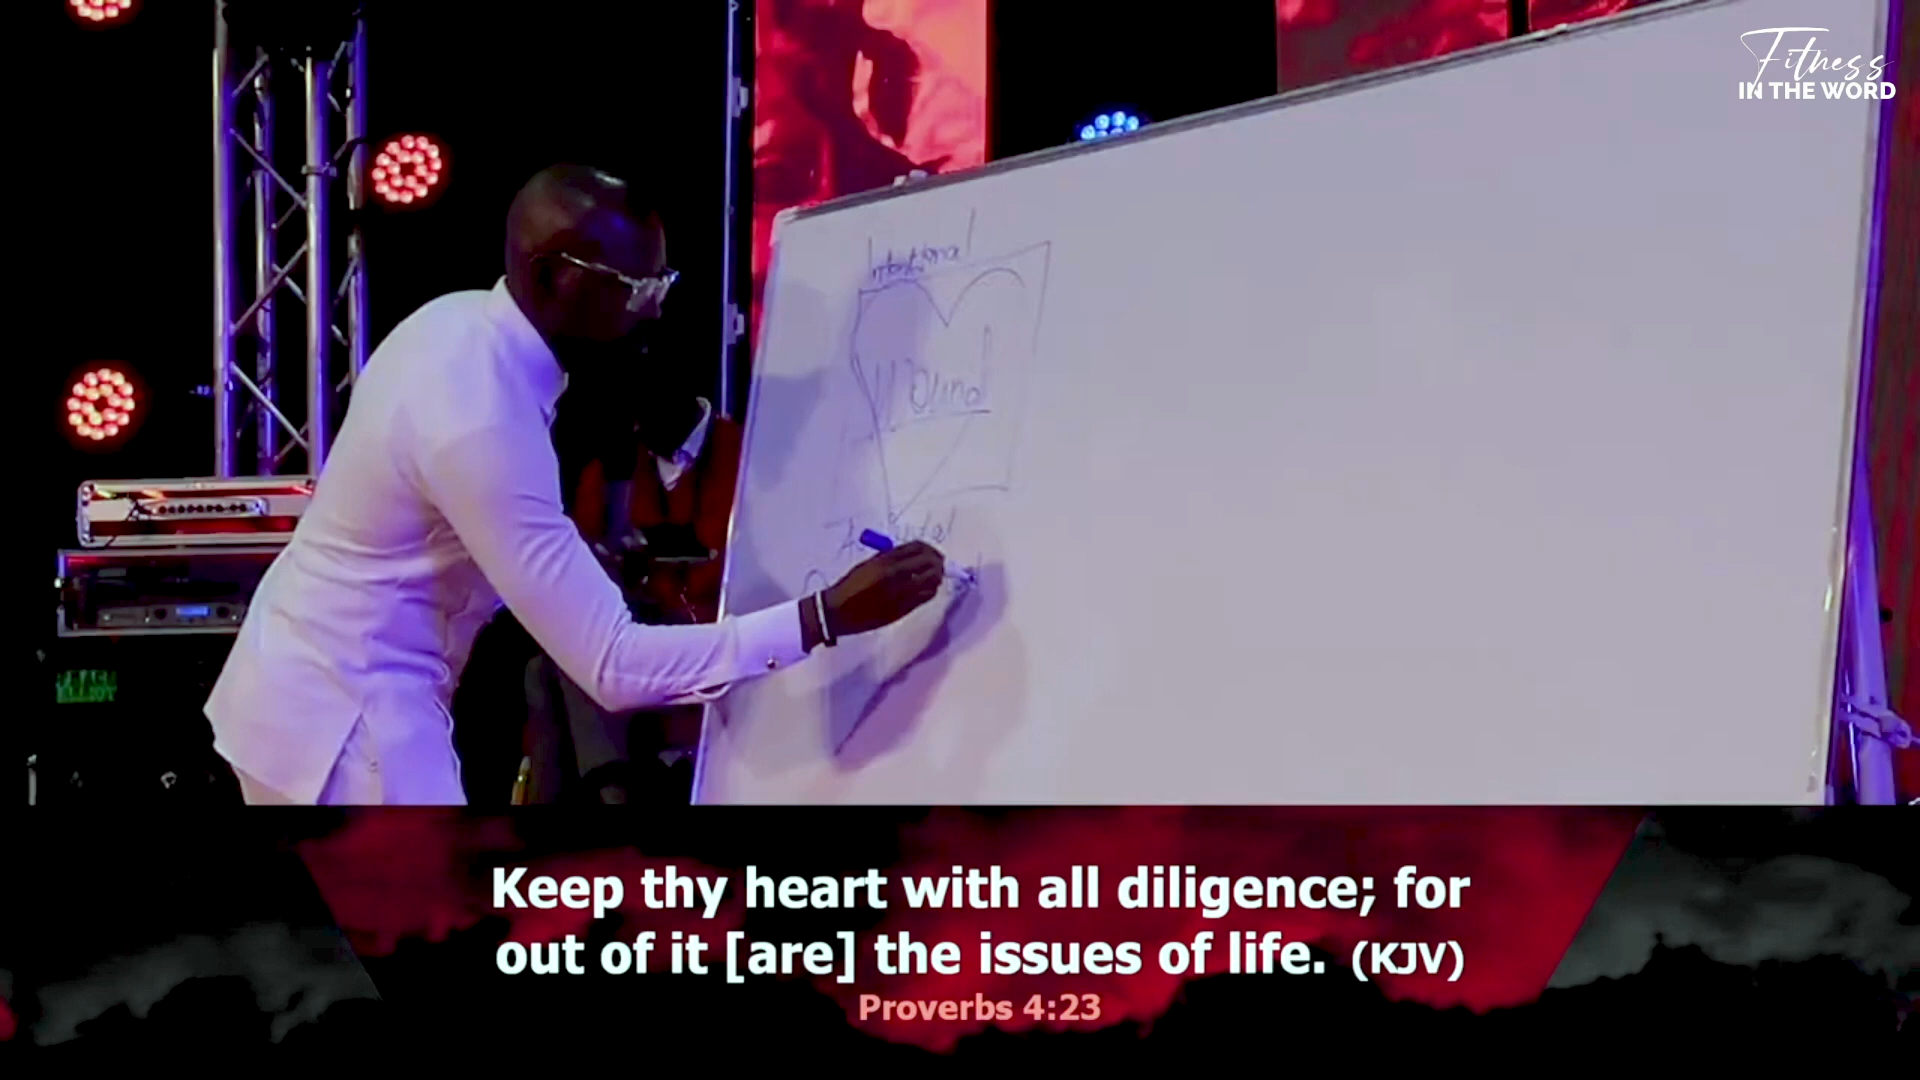 Fitness
IN THE WORD
Intentional
Wound
Keep thy heart with all diligence; for
out of it [are] the issues of life. (KJV)
Proverbs 4:23